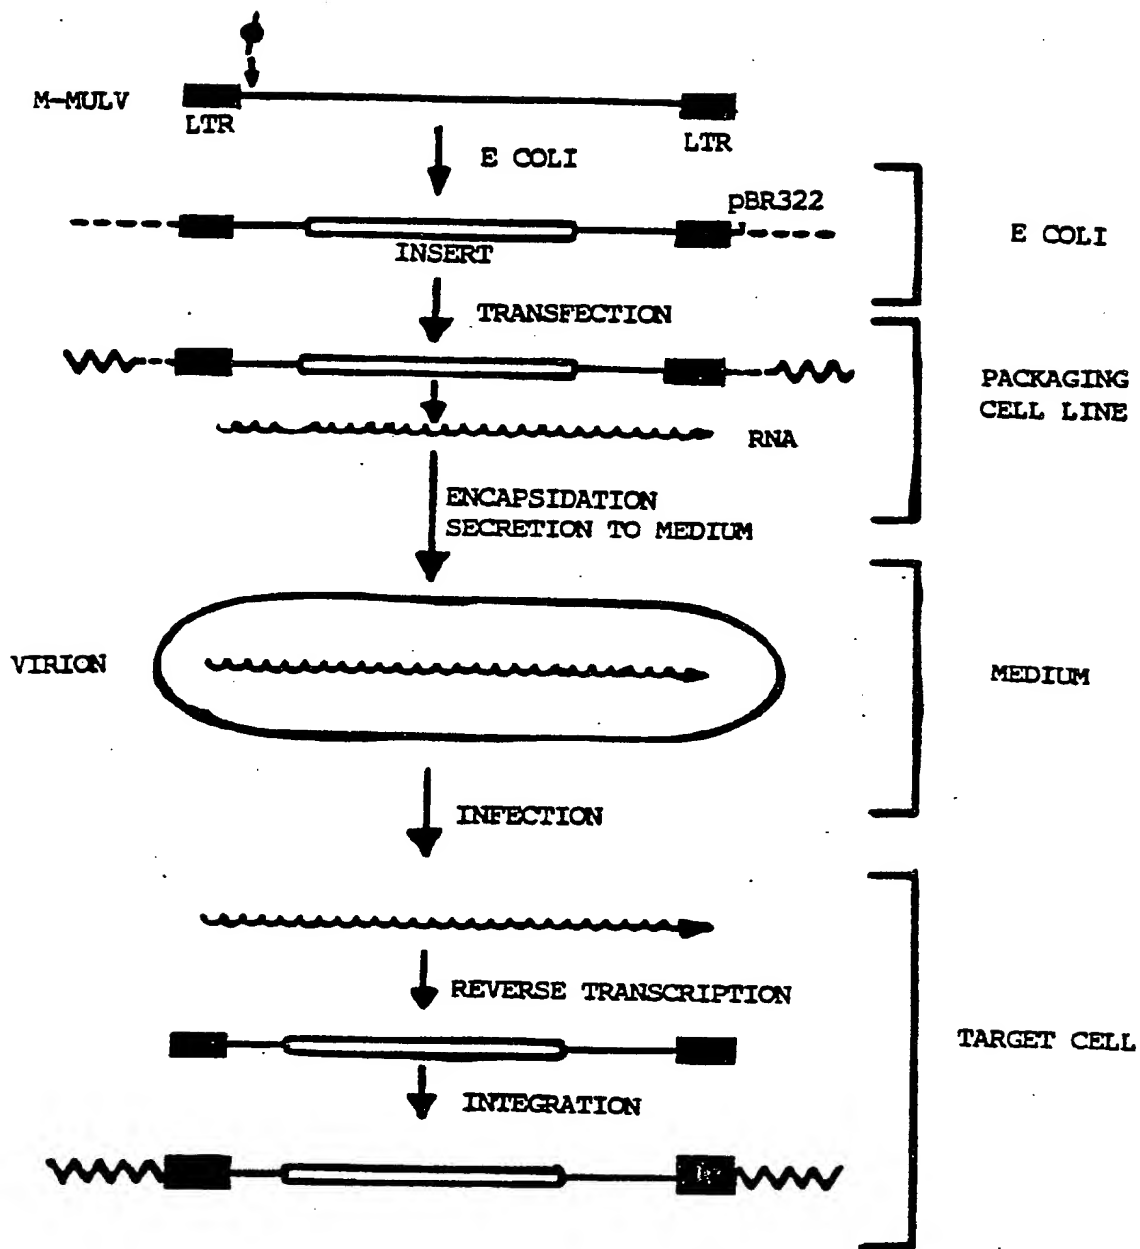 M-MULV
LTR
LTR
E COLI
pBR322
INSERT
E COLI
TRANSFECTION
PACKAGING
CELL LINE
RNA
ENCAPSIDATION
SECRETION TO MEDIUM
VIRION
MEDIUM
INFECTION
REVERSE TRANSCRIPTION
TARGET CELL
INTEGRATION